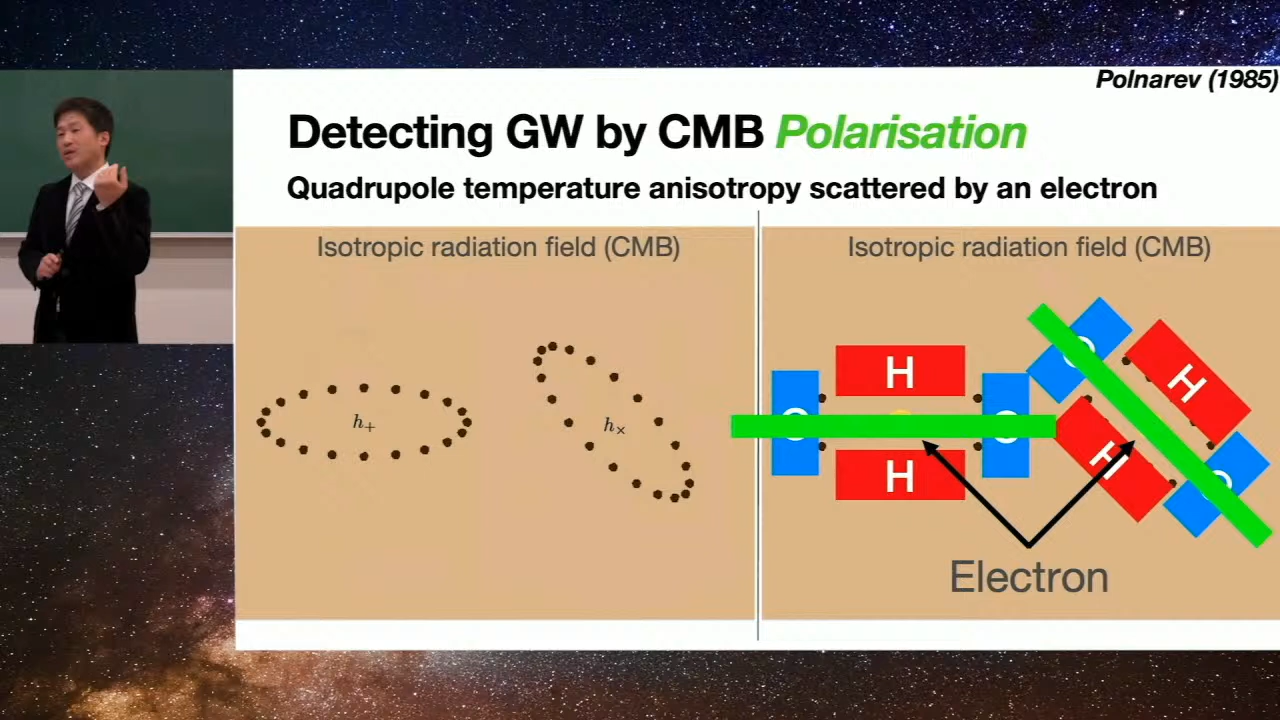 Polnarev (1985)
Detecting GW by CMB Polarisation
Quadrupole temperature anisotropy scattered by an electron
Isotropic radiation field (CMB)
Isotropic radiation field (CMB)
h₊
h×
H
H
H
H
Electron